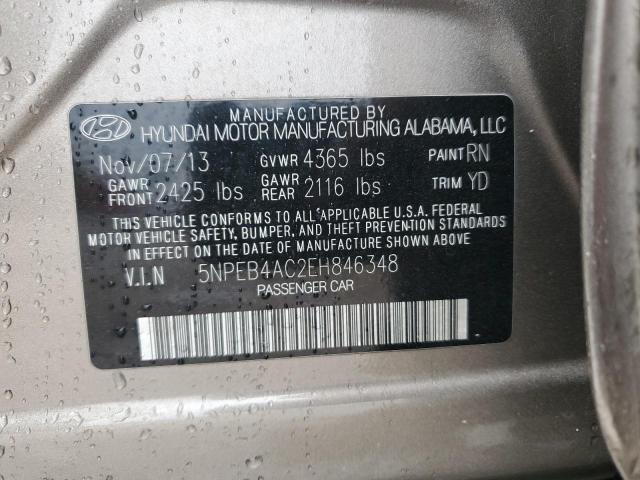 MANUFACTURED BY
HYUNDAI MOTOR MANUFACTURING ALABAMA, LLC
Nov/07/13 GVWR 4365 lbs PAINT RN
GAWR FRONT 2425 lbs GAWR REAR 2116 lbs TRIM YD
THIS VEHICLE CONFORMS TO ALL APPLICABLE U.S.A. FEDERAL
MOTOR VEHICLE SAFETY, BUMPER, AND THEFT PREVENTION STANDARDS
IN EFFECT ON THE DATE OF MANUFACTURE SHOWN ABOVE
V.I.N 5NPEB4AC2EH846348
PASSENGER CAR